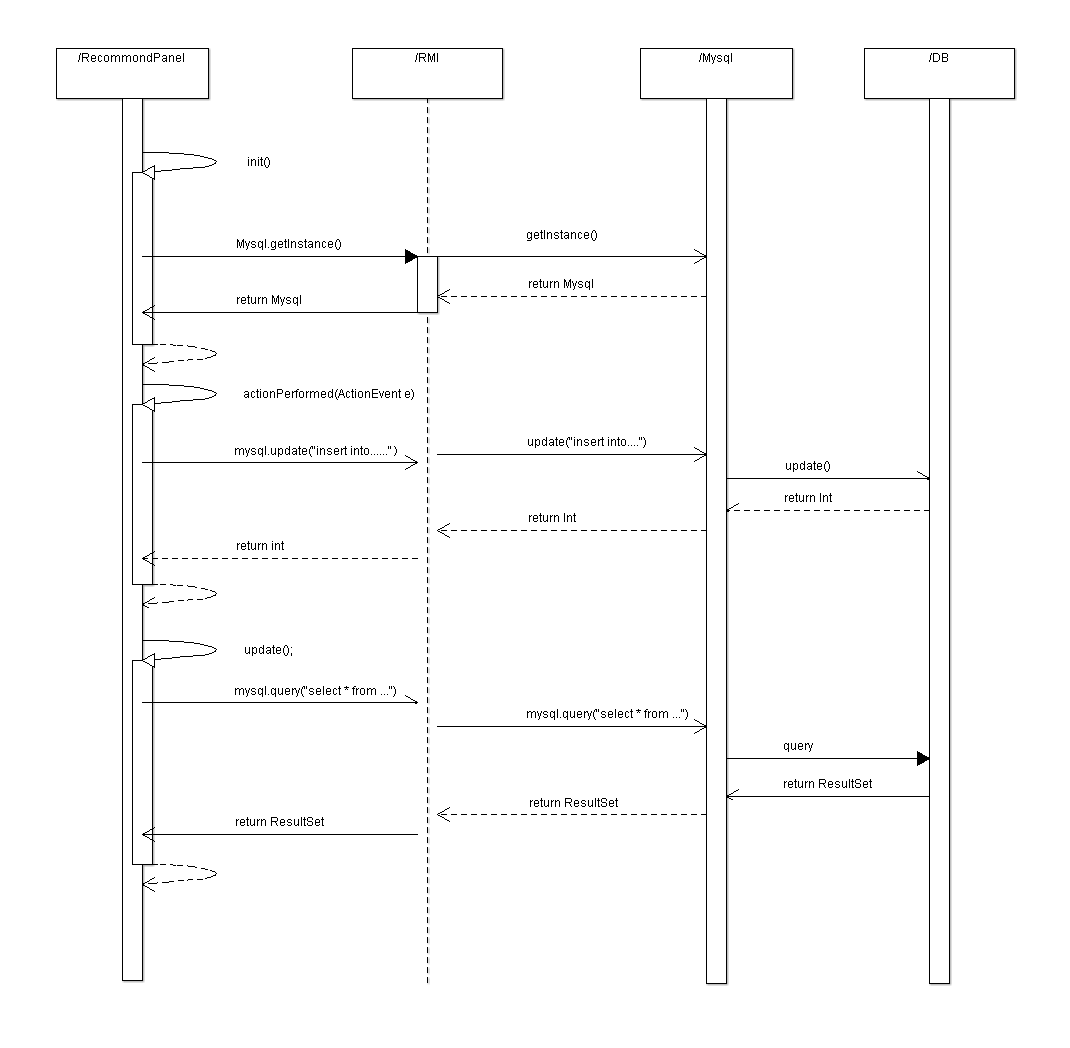 /RecommondPanel
/RMI
/Mysql
/DB
init()
getInstance()
Mysql.getInstance()
return Mysql
return Mysql
actionPerformed(ActionEvent e)
update("insert into....")
mysql.update("insert into......")
update()
return Int
return Int
return int
update();
mysql.query("select * from ...")
mysql.query("select * from ...")
query
return ResultSet
return ResultSet
return ResultSet